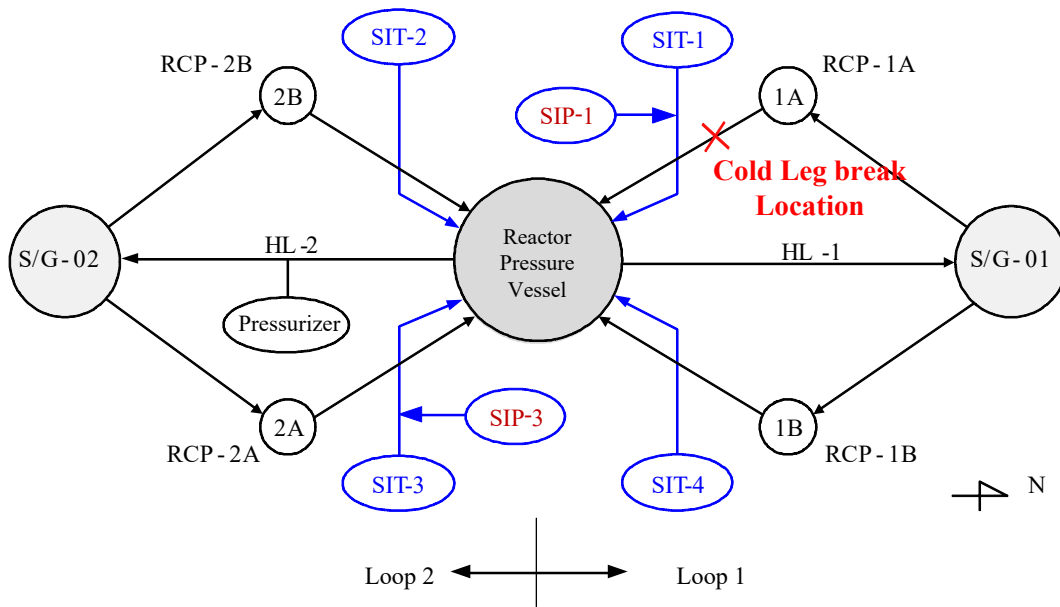 SIT-2
SIT-1
RCP-2B
RCP-1A
2B
SIP-1
1A
Cold Leg break
Location
S/G-02
HL-2
Reactor
Pressure
Vessel
HL-1
S/G-01
Pressurizer
2A
SIP-3
1B
RCP-2A
RCP-1B
SIT-3
SIT-4
N
Loop 2
Loop 1